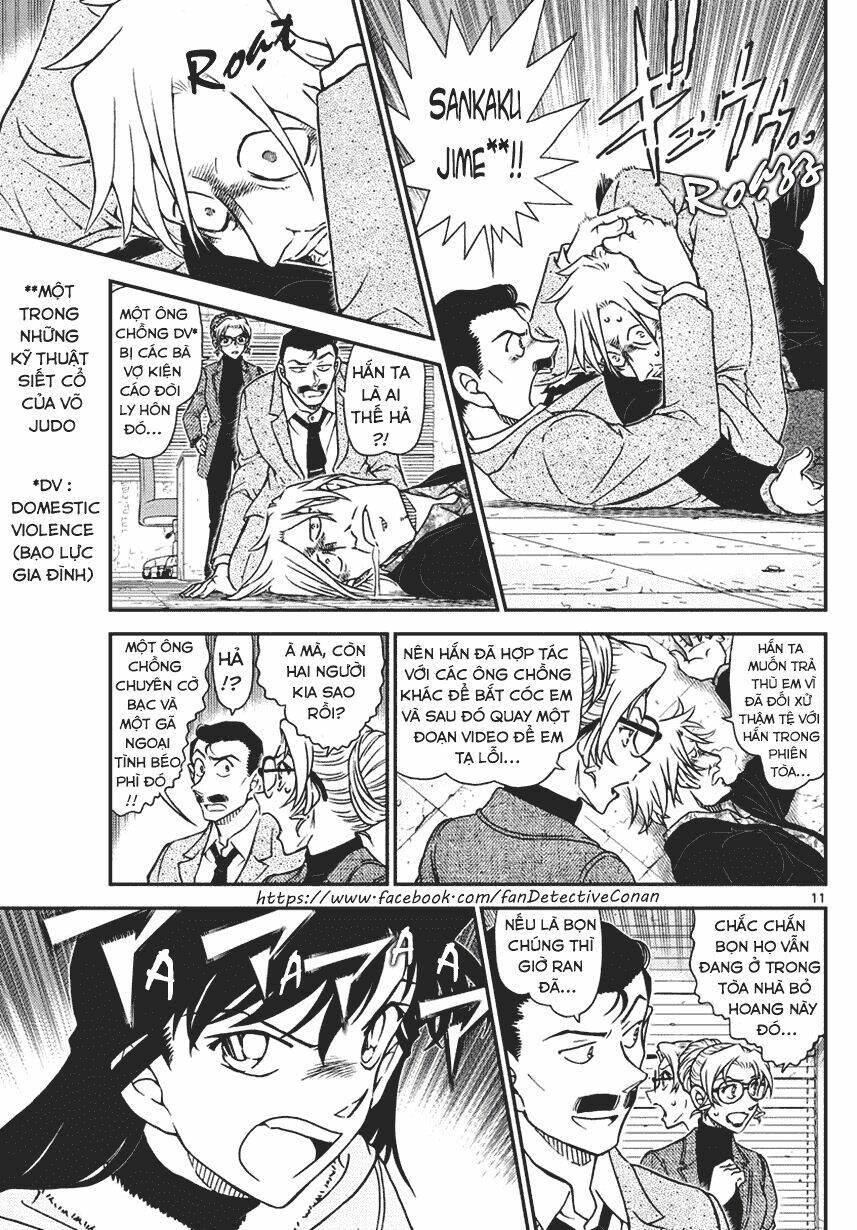 SANKAKU
JIME**!!
ギュウウ
Roạzz
Roạt
HẮN TA
LÀ AI
THẾ HẢ
?!
MỘT ÔNG
CHỒNG DV*
BỊ CÁC BÀ
VỢ KIỆN
CÁO ĐÒI
LY HÔN
ĐÓ...
**MỘT
TRONG
NHỮNG
KỸ THUẬT
SIẾT CỔ
CỦA VÕ
JUDO
*DV :
DOMESTIC
VIOLENCE
(BẠO LỰC
GIA ĐÌNH)
HẮN TA
MUỐN TRẢ
THÙ EM VÌ
ĐÃ ĐỐI XỬ
THẬM TỆ VỚI
HẮN TRONG
PHIÊN
TÒA...
NÊN HẮN ĐÃ HỢP TÁC
VỚI CÁC ÔNG CHỒNG
KHÁC ĐỂ BẮT CÓC EM
VÀ SAU ĐÓ QUAY MỘT
ĐOẠN VIDEO ĐỂ EM
TẠ LỖI...
À MÀ, CÒN
HAI NGƯỜI
KIA SAO
RỒI?
HẢ
!?
MỘT ÔNG
CHỒNG
CHUYÊN CỜ
BẠC VÀ
MỘT GÃ
NGOẠI
TÌNH BÉO
PHÌ ĐÓ
!!
https://www.facebook.com/fanDetectiveConan
11
CHẮC CHẮN
BỌN HỌ VẪN
ĐANG Ở TRONG
TÒA NHÀ BỎ
HOANG NÀY
ĐÓ...
NẾU LÀ BỌN
CHÚNG THÌ
GIỜ RAN
ĐÃ...
A A A A